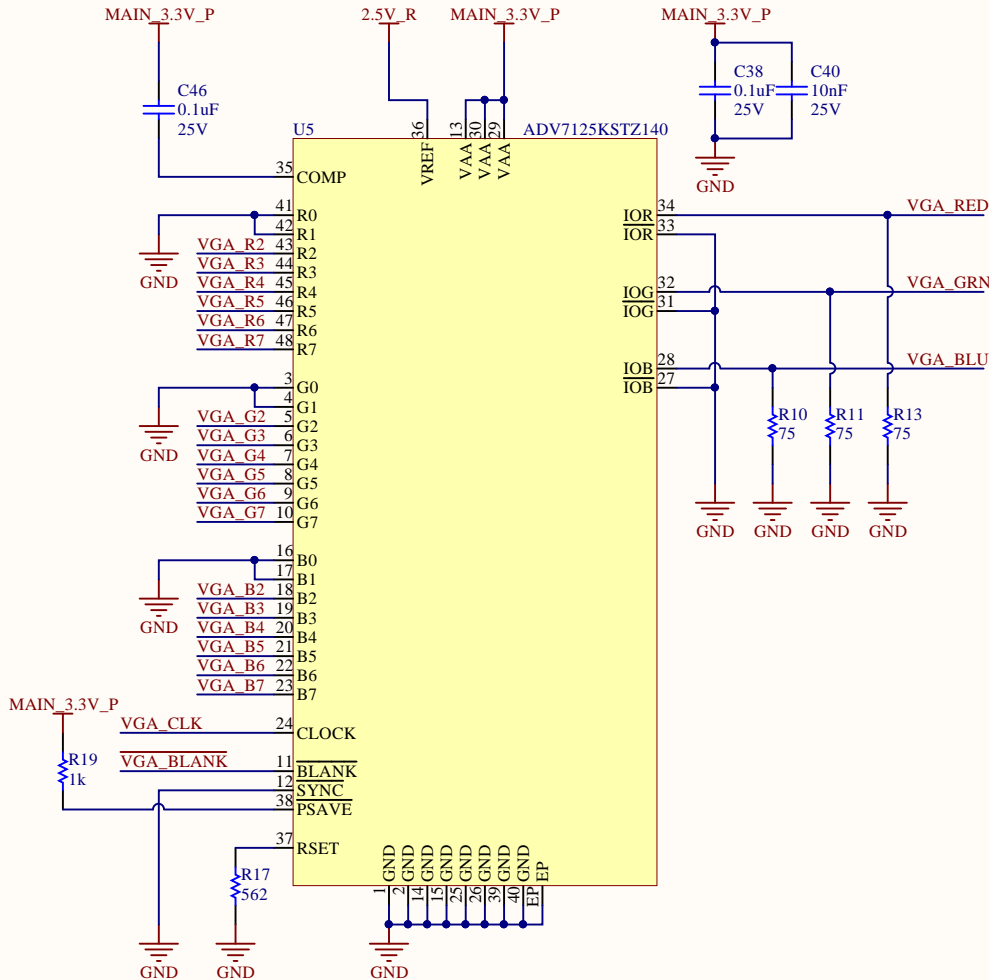 MAIN_3.3V_P
2.5V_R
MAIN_3.3V_P
MAIN_3.3V_P
C46
0.1uF
25V
C38
0.1uF
25V
C40
10nF
25V
GND
U5
ADV7125KSTZ140
36
VREF
13
VAA
30
VAA
29
VAA
35 COMP
41 R0
42 R1
VGA_R2 43 R2
VGA_R3 44 R3
VGA_R4 45 R4
VGA_R5 46 R5
VGA_R6 47 R6
VGA_R7 48 R7
GND
3 G0
4 G1
VGA_G2 5 G2
VGA_G3 6 G3
VGA_G4 7 G4
VGA_G5 8 G5
VGA_G6 9 G6
VGA_G7 10 G7
GND
16 B0
17 B1
VGA_B2 18 B2
VGA_B3 19 B3
VGA_B4 20 B4
VGA_B5 21 B5
VGA_B6 22 B6
VGA_B7 23 B7
GND
IOR 34 VGA_RED
IOR 33
IOG 32 VGA_GRN
IOG 31
IOB 28 VGA_BLU
IOB 27
R10
75
R11
75
R13
75
GND
GND
GND
GND
MAIN_3.3V_P
VGA_CLK 24 CLOCK
VGA_BLANK 11 BLANK
12 SYNC
38 PSAVE
R19
1k
37 RSET
R17
562
1 GND
2 GND
14 GND
15 GND
25 GND
26 GND
39 GND
40 GND
EP EP
GND
GND
GND